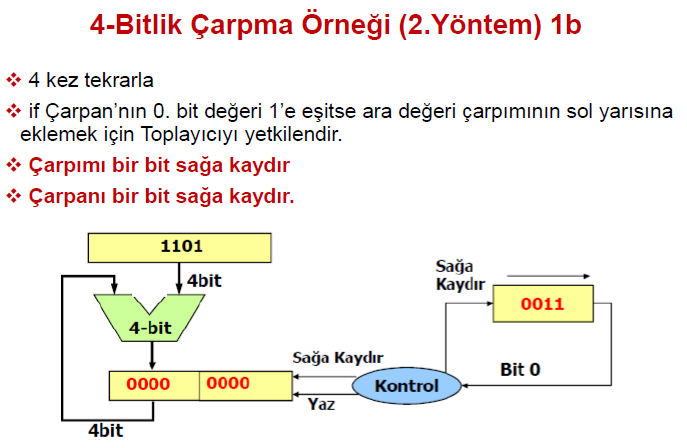 4-Bitlik Çarpma Örneği (2.Yöntem) 1b
❖ 4 kez tekrarla
❖ if Çarpan’nın 0. bit değeri 1’e eşitse ara değeri çarpımının sol yarısına
eklemek için Toplayıcıyı yetkilendir.
❖ Çarpımı bir bit sağa kaydır
❖ Çarpanı bir bit sağa kaydır.
1101
4bit
4-bit
0000 0000
4bit
Sağa Kaydır
Yaz
Kontrol
Sağa
Kaydır
0011
Bit 0